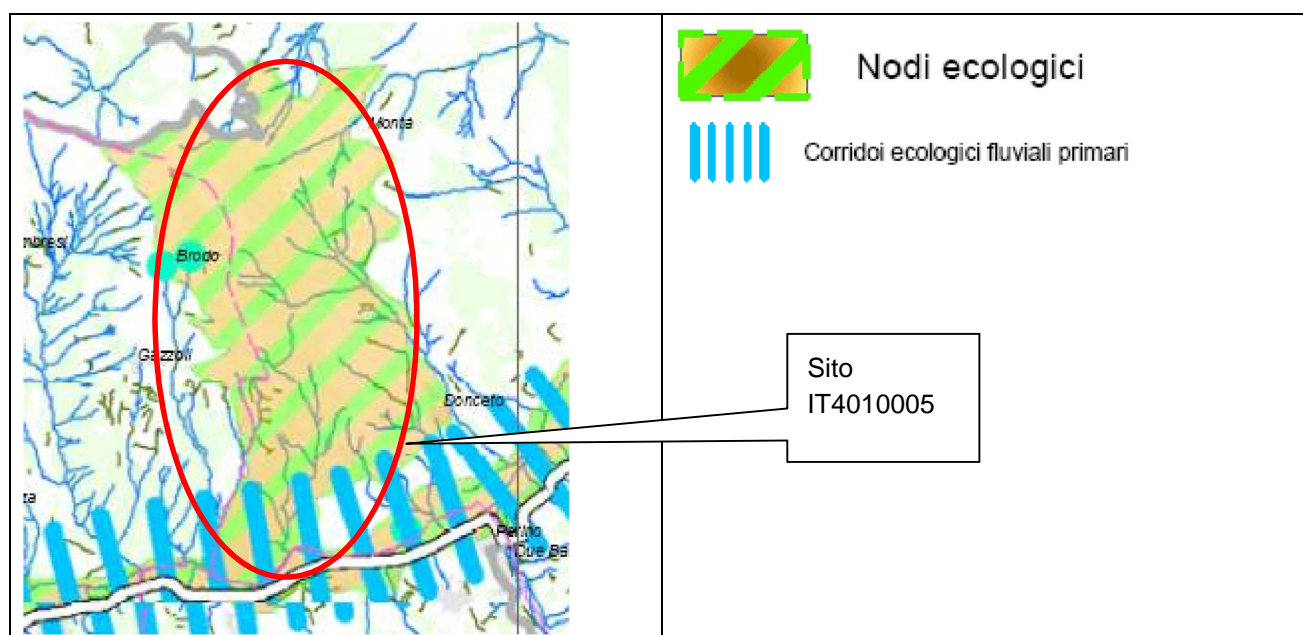 Monta
Brodo
Gazzoli
Donceto
Perino
Nodi ecologici
Corridoi ecologici fluviali primari
Sito
IT4010005